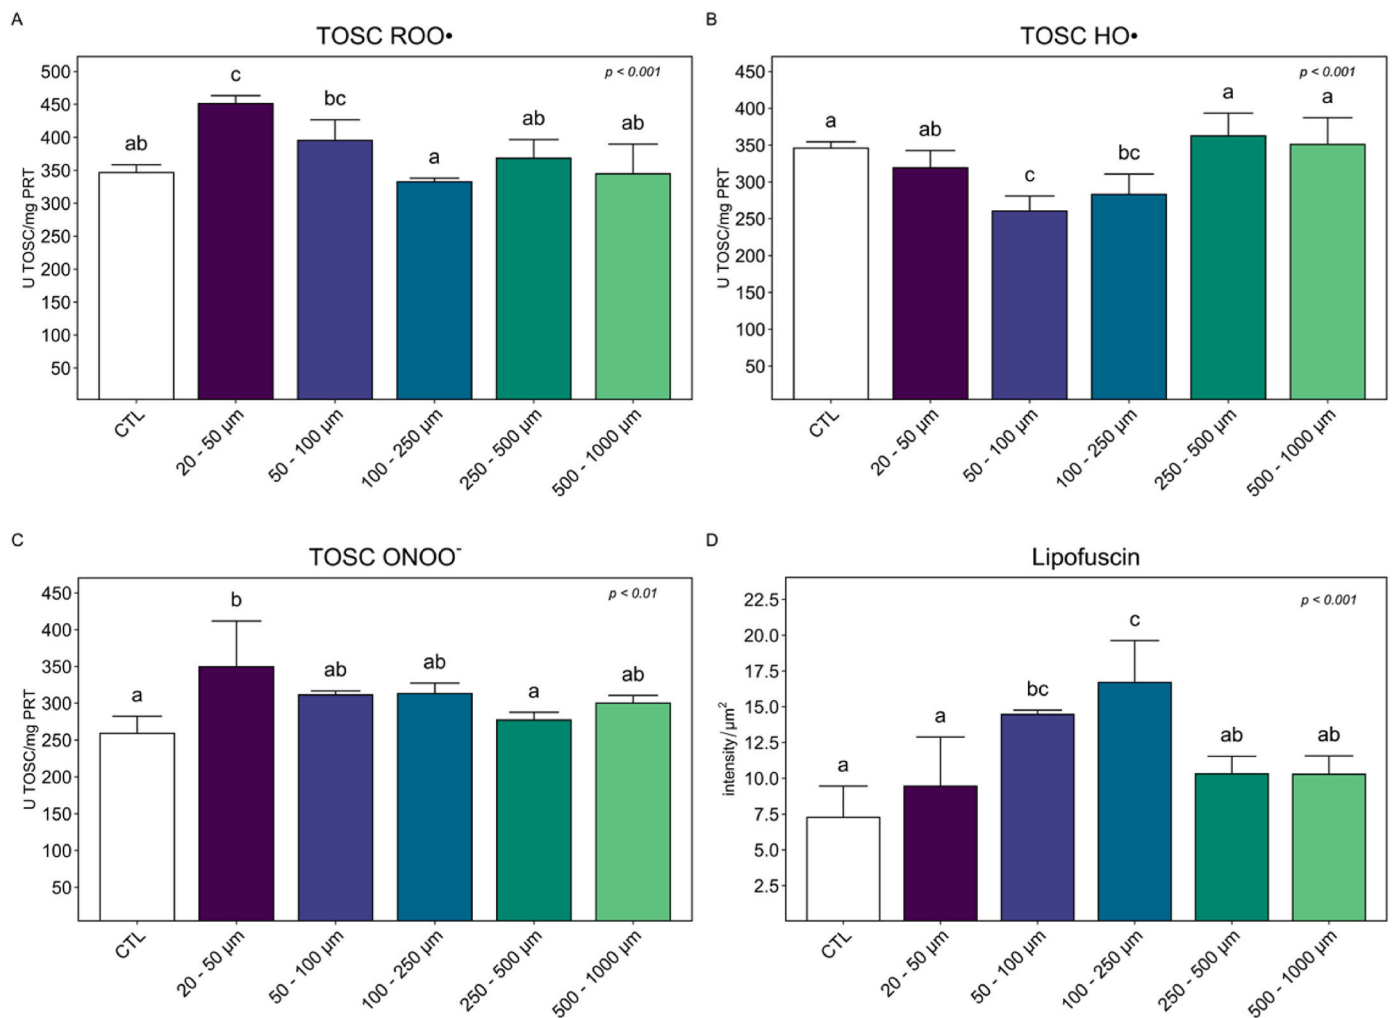 A
TOSC ROO•
p < 0.001
U TOSC/mg PRT
500
450
400
350
300
250
200
150
100
50
ab
c
bc
a
ab
ab
CTL
20 - 50 µm
50 - 100 µm
100 - 250 µm
250 - 500 µm
500 - 1000 µm
B
TOSC HO•
p < 0.001
U TOSC/mg PRT
450
400
350
300
250
200
150
100
50
a
ab
c
bc
a
a
CTL
20 - 50 µm
50 - 100 µm
100 - 250 µm
250 - 500 µm
500 - 1000 µm
C
TOSC ONOO⁻
p < 0.01
U TOSC/mg PRT
450
400
350
300
250
200
150
100
50
a
b
ab
ab
a
ab
CTL
20 - 50 µm
50 - 100 µm
100 - 250 µm
250 - 500 µm
500 - 1000 µm
D
Lipofuscin
p < 0.001
intensity/µm²
22.5
20.0
17.5
15.0
12.5
10.0
7.5
5.0
2.5
a
a
bc
c
ab
ab
CTL
20 - 50 µm
50 - 100 µm
100 - 250 µm
250 - 500 µm
500 - 1000 µm